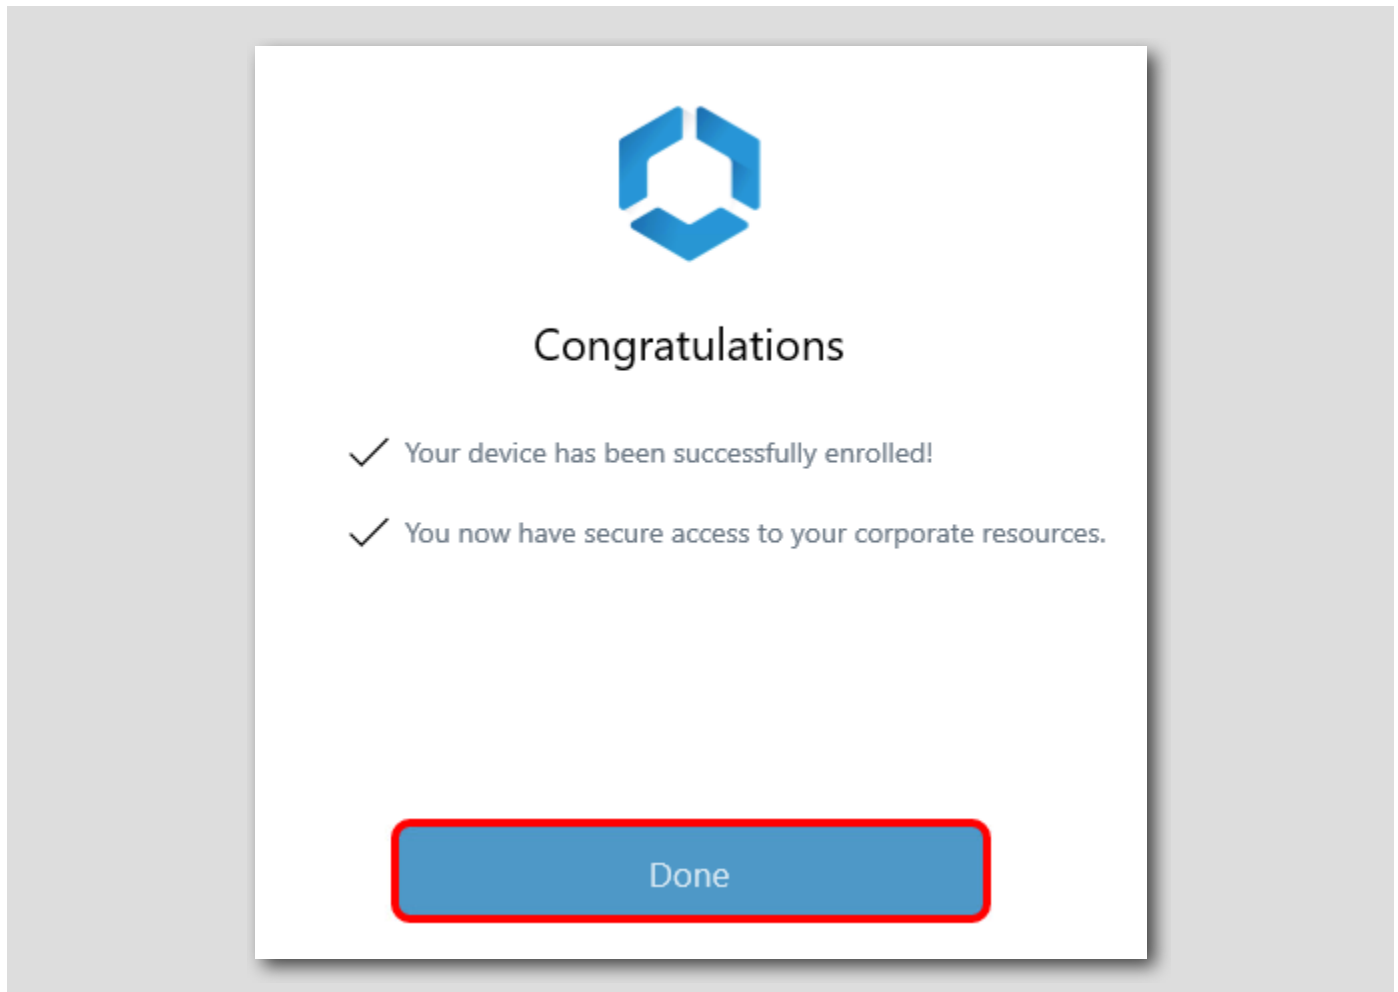 Congratulations
Your device has been successfully enrolled!
You now have secure access to your corporate resources.
Done